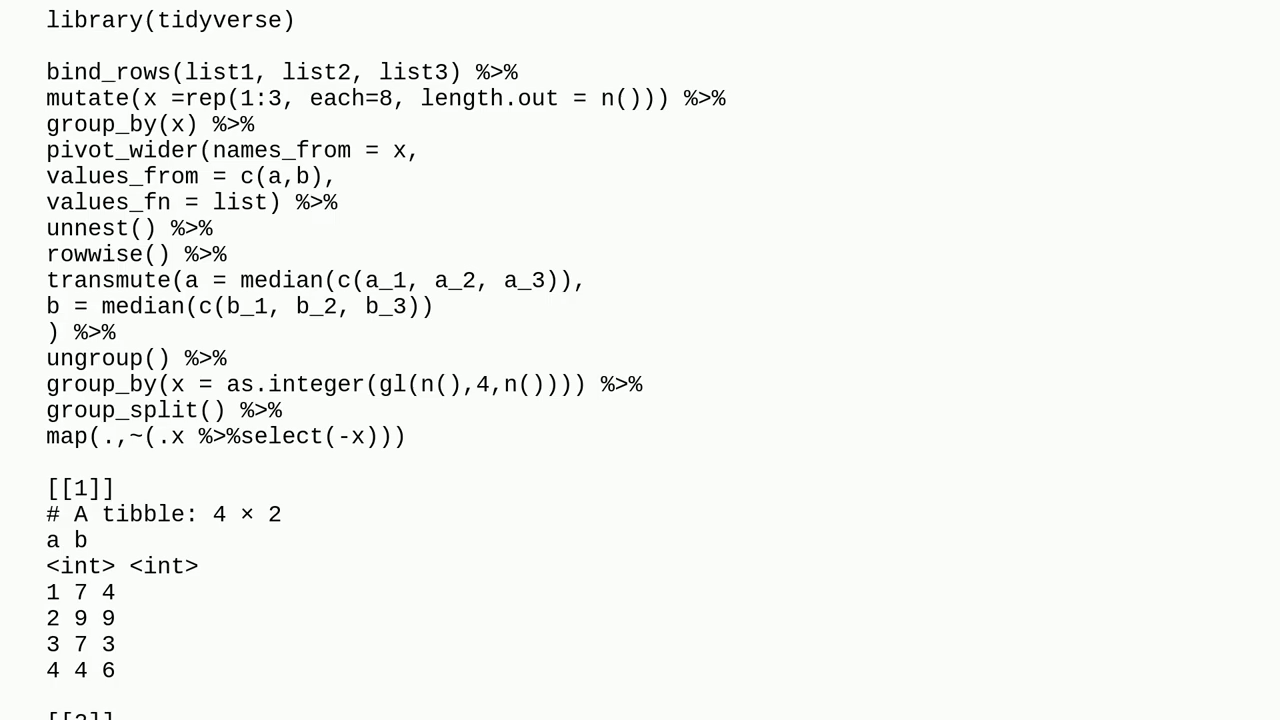 library(tidyverse)
bind_rows(list1, list2, list3) %>%
mutate(x =rep(1:3, each=8, length.out = n())) %>%
group_by(x) %>%
pivot_wider(names_from = x,
values_from = c(a,b),
values_fn = list) %>%
unnest() %>%
rowwise() %>%
transmute(a = median(c(a_1, a_2, a_3)),
b = median(c(b_1, b_2, b_3))
) %>%
ungroup() %>%
group_by(x = as.integer(gl(n(),4,n()))) %>%
group_split() %>%
map(.,~(.x %>%select(-x)))
[[1]]
# A tibble: 4 × 2
a b
<int> <int>
1 7 4
2 9 9
3 7 3
4 4 6